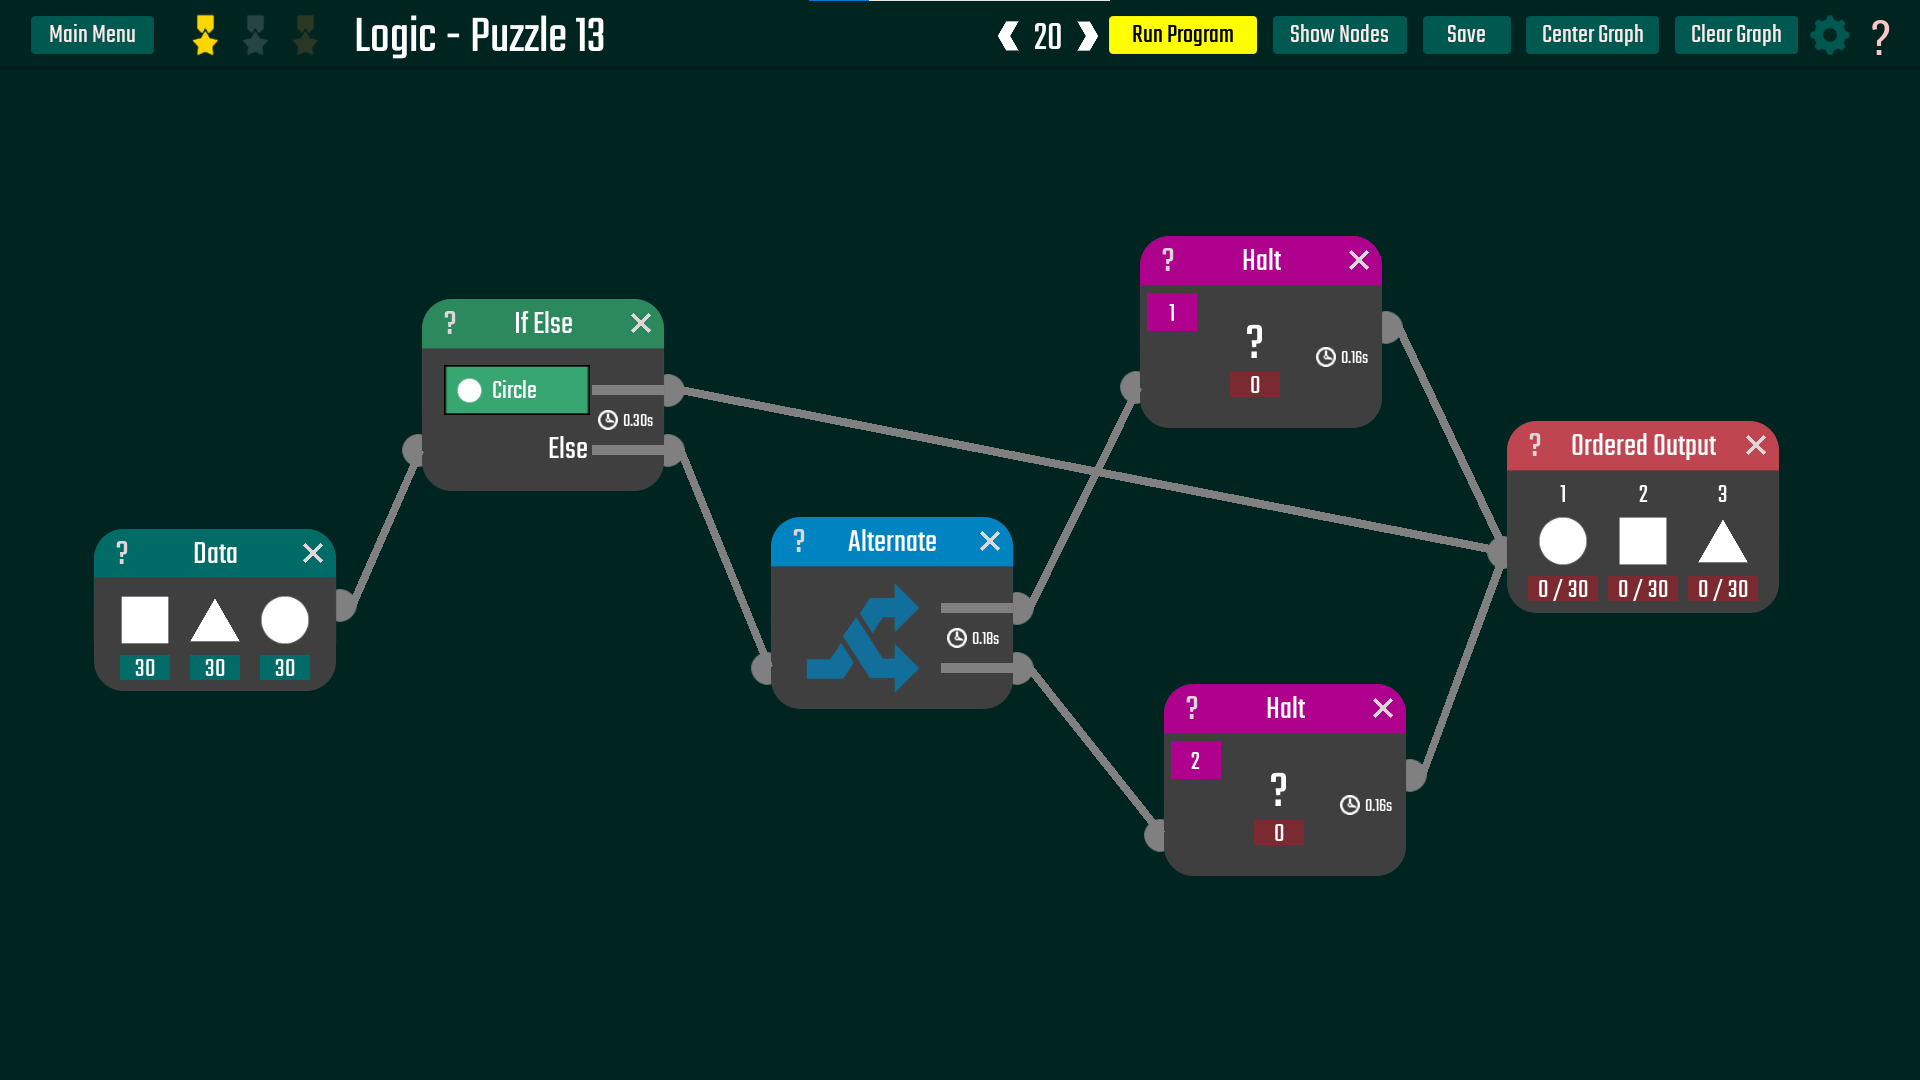 Main Menu
Logic - Puzzle 13
20
Run Program
Show Nodes
Save
Center Graph
Clear Graph
?
? Halt
1
?
0.16s
0
? If Else
Circle
0.30s
Else
? Ordered Output
1 2 3
0 / 30 0 / 30 0 / 30
? Data
30 30 30
? Alternate
0.18s
? Halt
2
?
0.16s
0